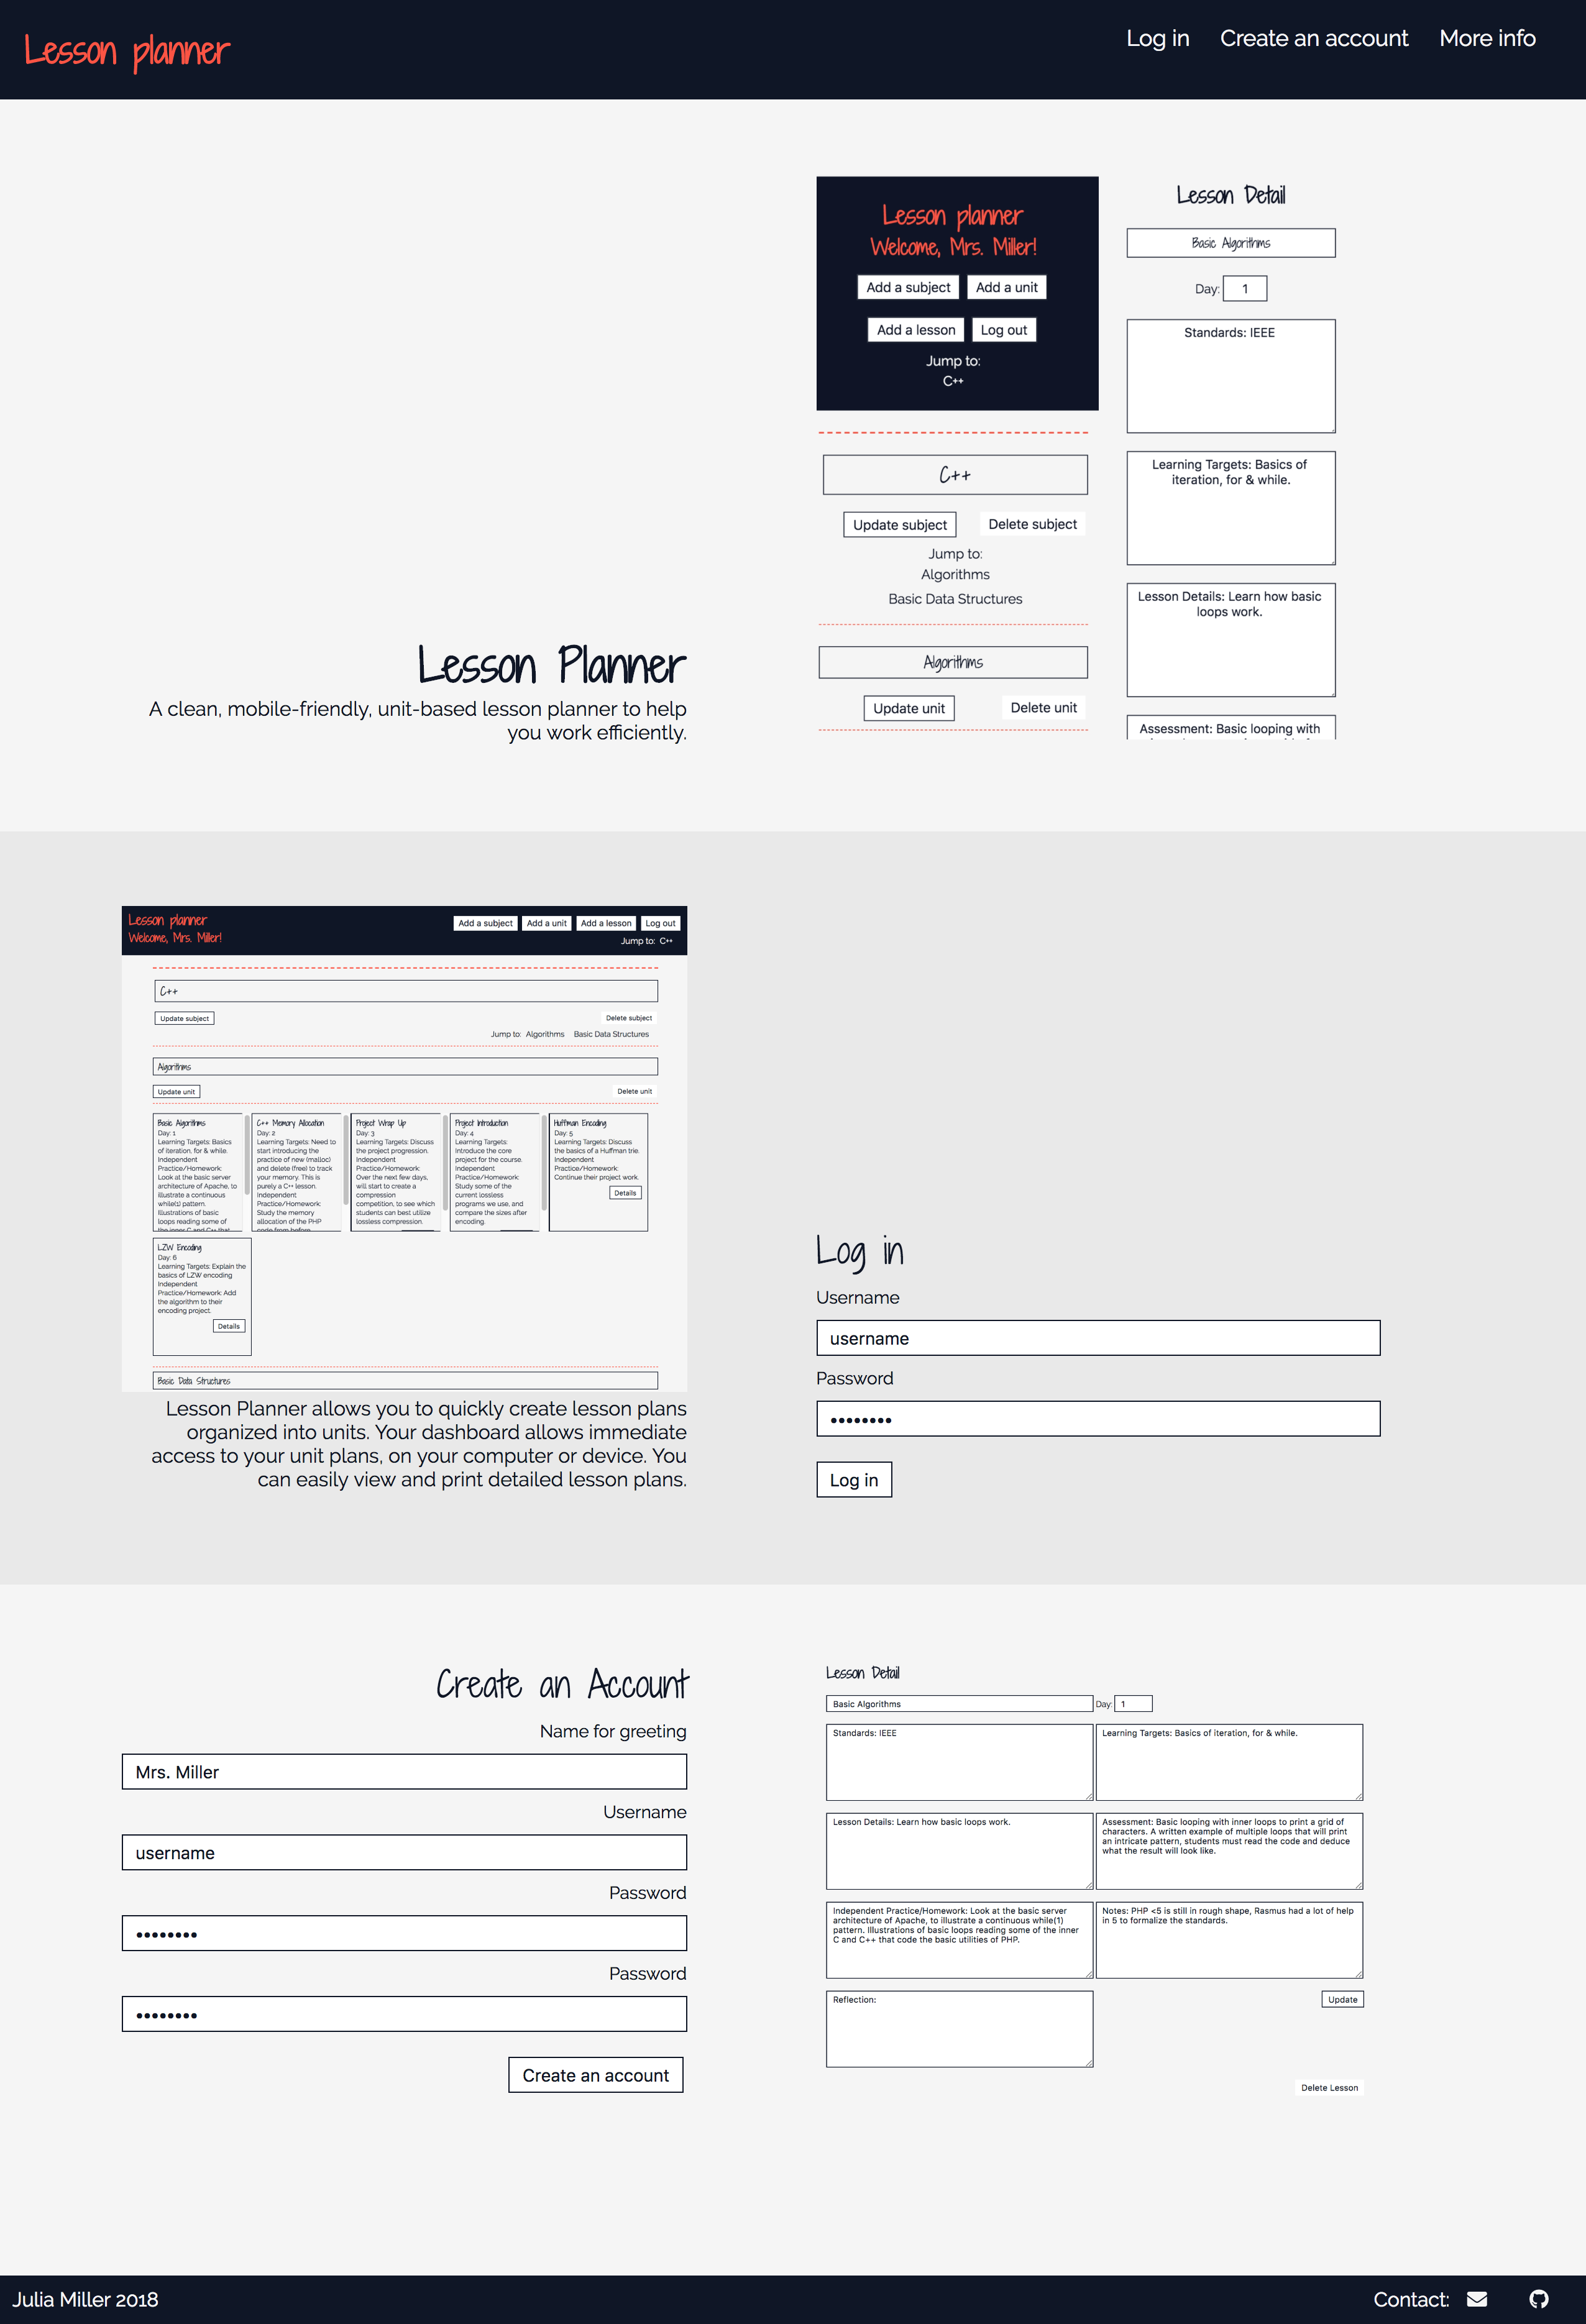 Lesson planner
Log in
Create an account
More info
Lesson Planner
A clean, mobile-friendly, unit-based lesson planner to help
you work efficiently.
Lesson planner
Welcome, Mrs. Miller!
Add a subject
Add a unit
Add a lesson
Log out
Jump to:
C++
C++
Update subject
Delete subject
Jump to:
Algorithms
Basic Data Structures
Algorithms
Update unit
Delete unit
Lesson Detail
Basic Algorithms
Day: 1
Standards: IEEE
Learning Targets: Basics of
iteration, for & while.
Lesson Details: Learn how basic
loops work.
Assessment: Basic looping with
Lesson planner
Welcome, Mrs. Miller!
Add a subject
Add a unit
Add a lesson
Log out
Jump to: C++
C++
Update subject
Delete subject
Jump to: Algorithms Basic Data Structures
Algorithms
Update unit
Delete unit
Basic Algorithms
Day: 1
Learning Targets: Basics
of iteration, for & while.
Independent
Practice/Homework:
Look at the basic server
architecture of Apache, to
illustrate a continuous
while(1) pattern.
Illustrations of basic
loops reading some of
the inner C and C++ that
C++ Memory Allocation
Day: 2
Learning Targets: Need to
start introducing the
practice of new (malloc)
and delete (free) to track
your memory. This is
purely a C++ lesson.
Independent
Practice/Homework:
Study the memory
allocation of the PHP
code from before
Project Wrap Up
Day: 3
Learning Targets: Discuss
the project progression.
Independent
Practice/Homework:
Over the next few days,
will start to create a
compression
competition, to see which
students can best utilize
lossless compression.
Project Introduction
Day: 4
Learning Targets:
Introduce the core
project for the course.
Independent
Practice/Homework:
Study some of the
current lossless
programs we use, and
compare the sizes after
encoding.
Huffman Encoding
Day: 5
Learning Targets: Discuss
the basics of a Huffman trie.
Independent
Practice/Homework:
Continue their project work.
Details
LZW Encoding
Day: 6
Learning Targets: Explain the
basics of LZW encoding
Independent
Practice/Homework: Add
the algorithm to their
encoding project.
Details
Basic Data Structures
Lesson Planner allows you to quickly create lesson plans
organized into units. Your dashboard allows immediate
access to your unit plans, on your computer or device. You
can easily view and print detailed lesson plans.
Log in
Username
username
Password
••••••••
Log in
Create an Account
Name for greeting
Mrs. Miller
Username
username
Password
••••••••
Password
••••••••
Create an account
Lesson Detail
Basic Algorithms
Day: 1
Standards: IEEE
Learning Targets: Basics of iteration, for & while.
Lesson Details: Learn how basic loops work.
Assessment: Basic looping with inner loops to print a grid of
characters. A written example of multiple loops that will print
an intricate pattern, students must read the code and deduce
what the result will look like.
Independent Practice/Homework: Look at the basic server
architecture of Apache, to illustrate a continuous while(1)
pattern. Illustrations of basic loops reading some of the inner
C and C++ that code the basic utilities of PHP.
Notes: PHP <5 is still in rough shape, Rasmus had a lot of help
in 5 to formalize the standards.
Reflection:
Update
Delete Lesson
Julia Miller 2018
Contact: